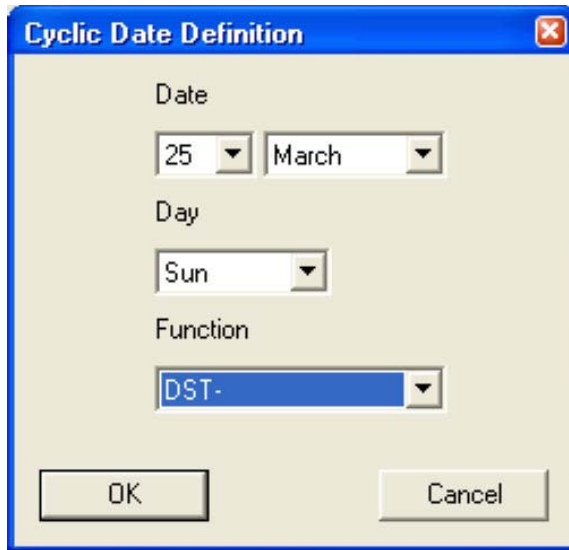 Cyclic Date Definition
Date
25 March
Day
Sun
Function
DST-
OK Cancel